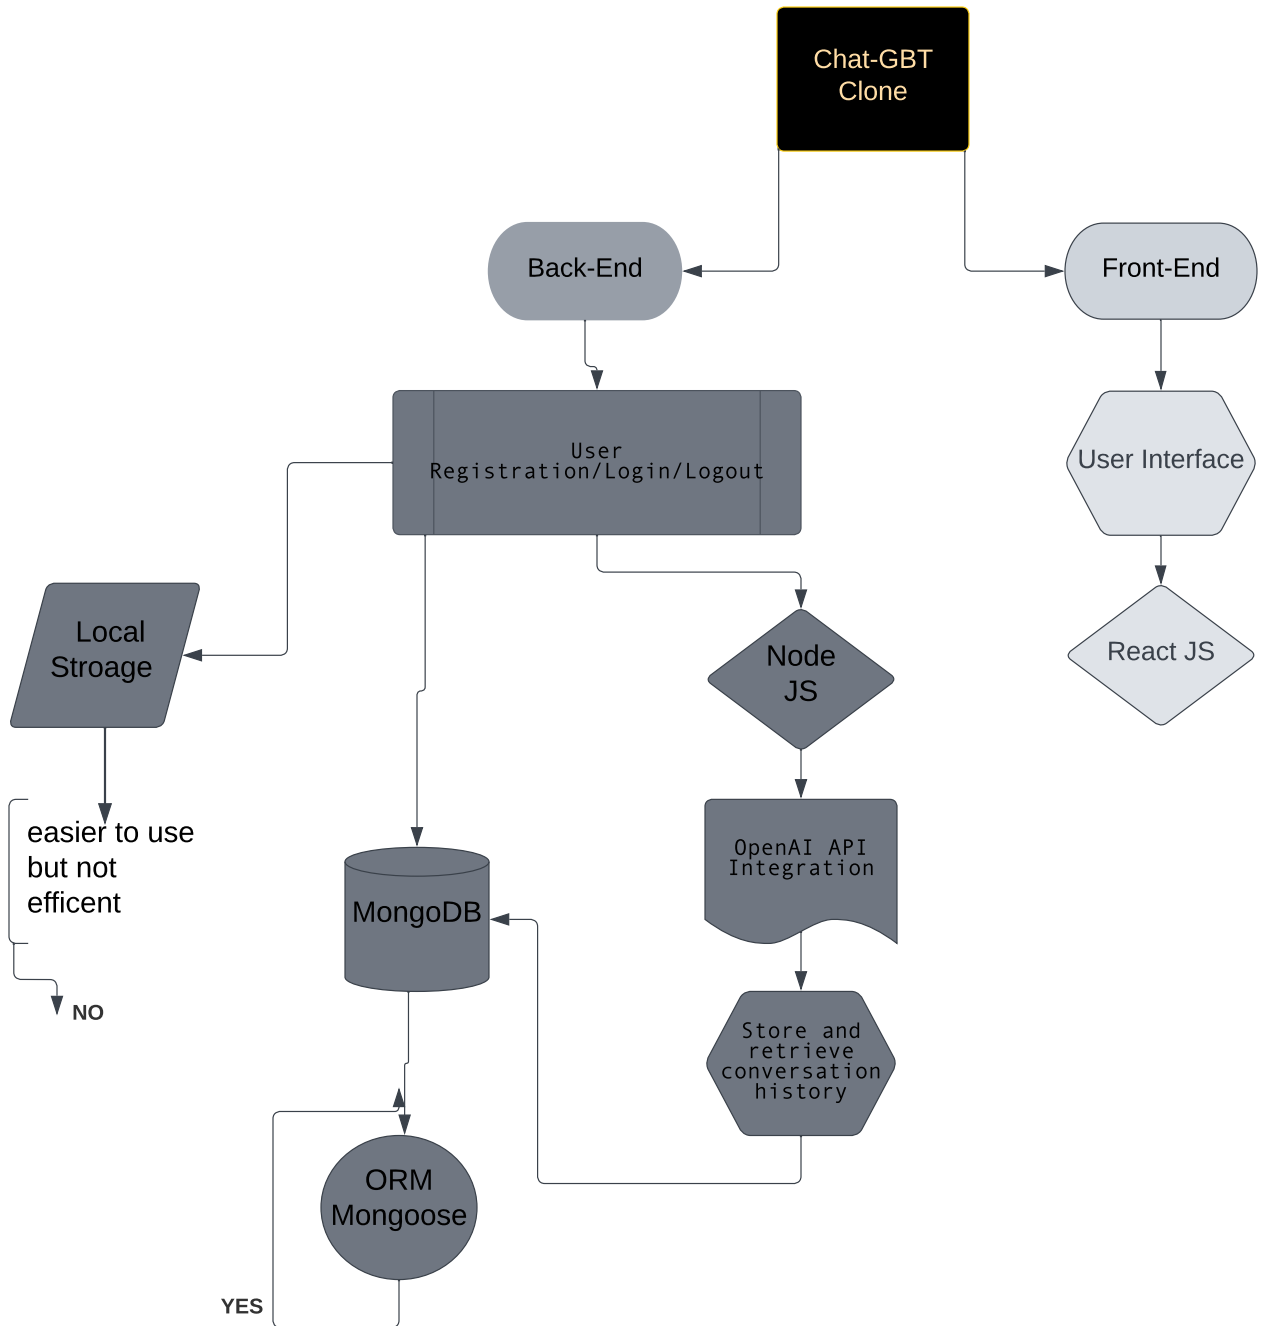 Chat-GBT
Clone
Back-End
Front-End
User
Registration/Login/Logout
User Interface
Local
Stroage
Node
JS
React JS
easier to use
but not
efficent
OpenAI API
Integration
MongoDB
NO
Store and
retrieve
conversation
history
ORM
Mongoose
YES